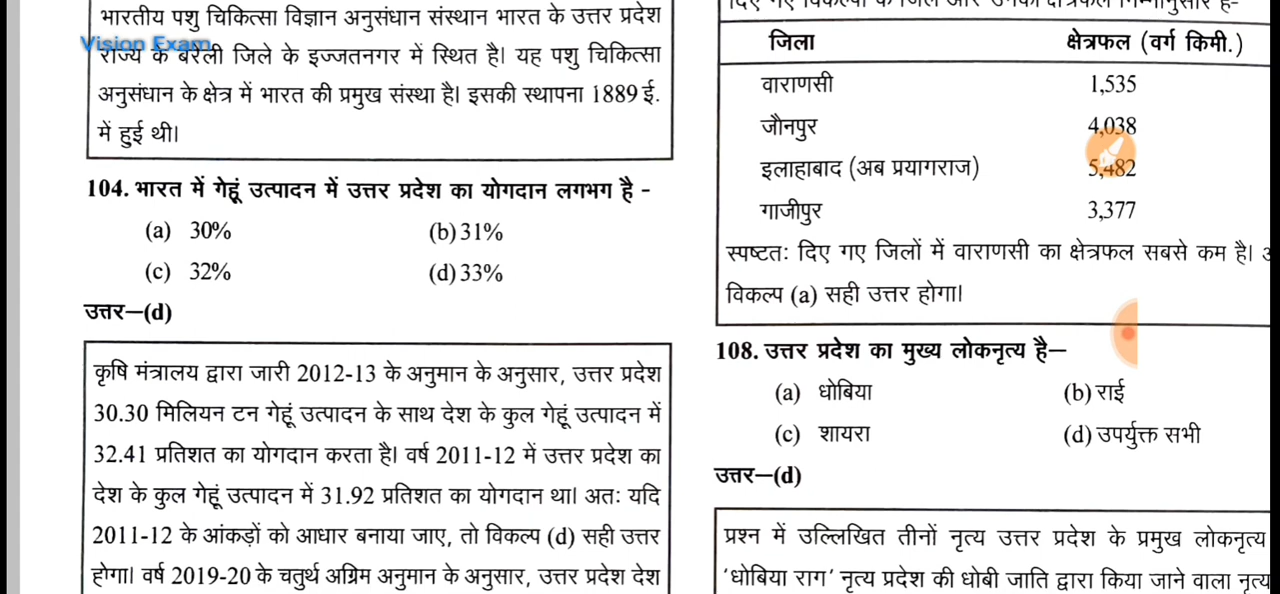 भारतीय पशु चिकित्सा विज्ञान अनुसंधान संस्थान भारत के उत्तर प्रदेश
Vision Exam
राज्य के बरेली जिले के इज्जतनगर में स्थित है। यह पशु चिकित्सा
अनुसंधान के क्षेत्र में भारत की प्रमुख संस्था है। इसकी स्थापना 1889 ई.
में हुई थी।
104. भारत में गेहूं उत्पादन में उत्तर प्रदेश का योगदान लगभग है -
(a) 30% (b) 31%
(c) 32% (d) 33%
उत्तर—(d)
कृषि मंत्रालय द्वारा जारी 2012-13 के अनुमान के अनुसार, उत्तर प्रदेश
30.30 मिलियन टन गेहूं उत्पादन के साथ देश के कुल गेहूं उत्पादन में
32.41 प्रतिशत का योगदान करता है। वर्ष 2011-12 में उत्तर प्रदेश का
देश के कुल गेहूं उत्पादन में 31.92 प्रतिशत का योगदान था। अतः यदि
2011-12 के आंकड़ों को आधार बनाया जाए, तो विकल्प (d) सही उत्तर
होगा। वर्ष 2019-20 के चतुर्थ अग्रिम अनुमान के अनुसार, उत्तर प्रदेश देश
दिए गए विकल्पों के जिले और उनका क्षेत्रफल निम्नानुसार है-
जिला क्षेत्रफल (वर्ग किमी.)
वाराणसी 1,535
जौनपुर 4,038
इलाहाबाद (अब प्रयागराज) 5,482
गाजीपुर 3,377
स्पष्टतः दिए गए जिलों में वाराणसी का क्षेत्रफल सबसे कम है।
विकल्प (a) सही उत्तर होगा।
108. उत्तर प्रदेश का मुख्य लोकनृत्य है—
(a) धोबिया (b) राई
(c) शायरा (d) उपर्युक्त सभी
उत्तर—(d)
प्रश्न में उल्लिखित तीनों नृत्य उत्तर प्रदेश के प्रमुख लोकनृत्य
'धोबिया राग' नृत्य प्रदेश की धोबी जाति द्वारा किया जाने वाला नृत्य